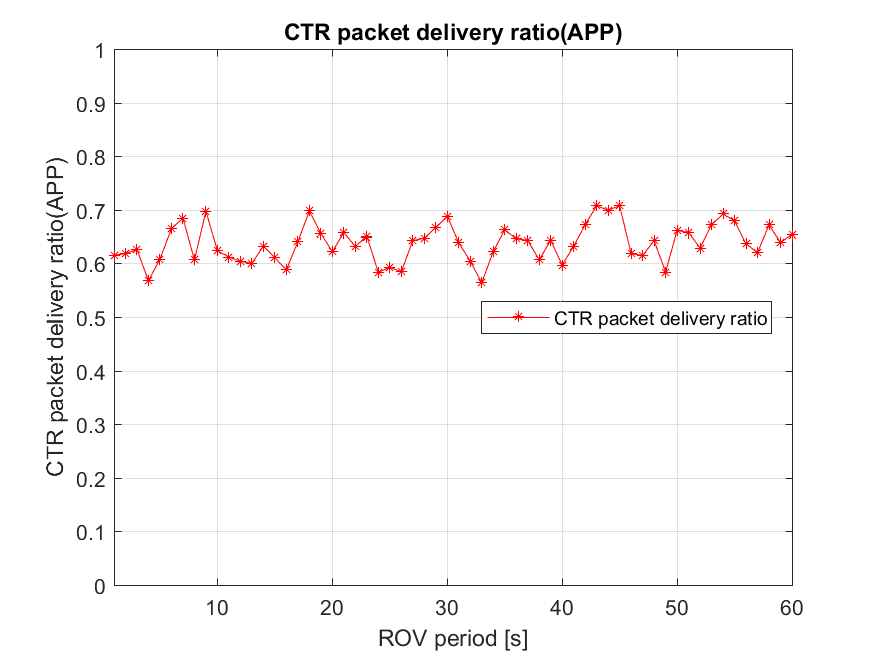 CTR packet delivery ratio(APP)
1
0.9
0.8
0.7
0.6
0.5
0.4
0.3
0.2
0.1
0
CTR packet delivery ratio(APP)
CTR packet delivery ratio
10 20 30 40 50 60
ROV period [s]